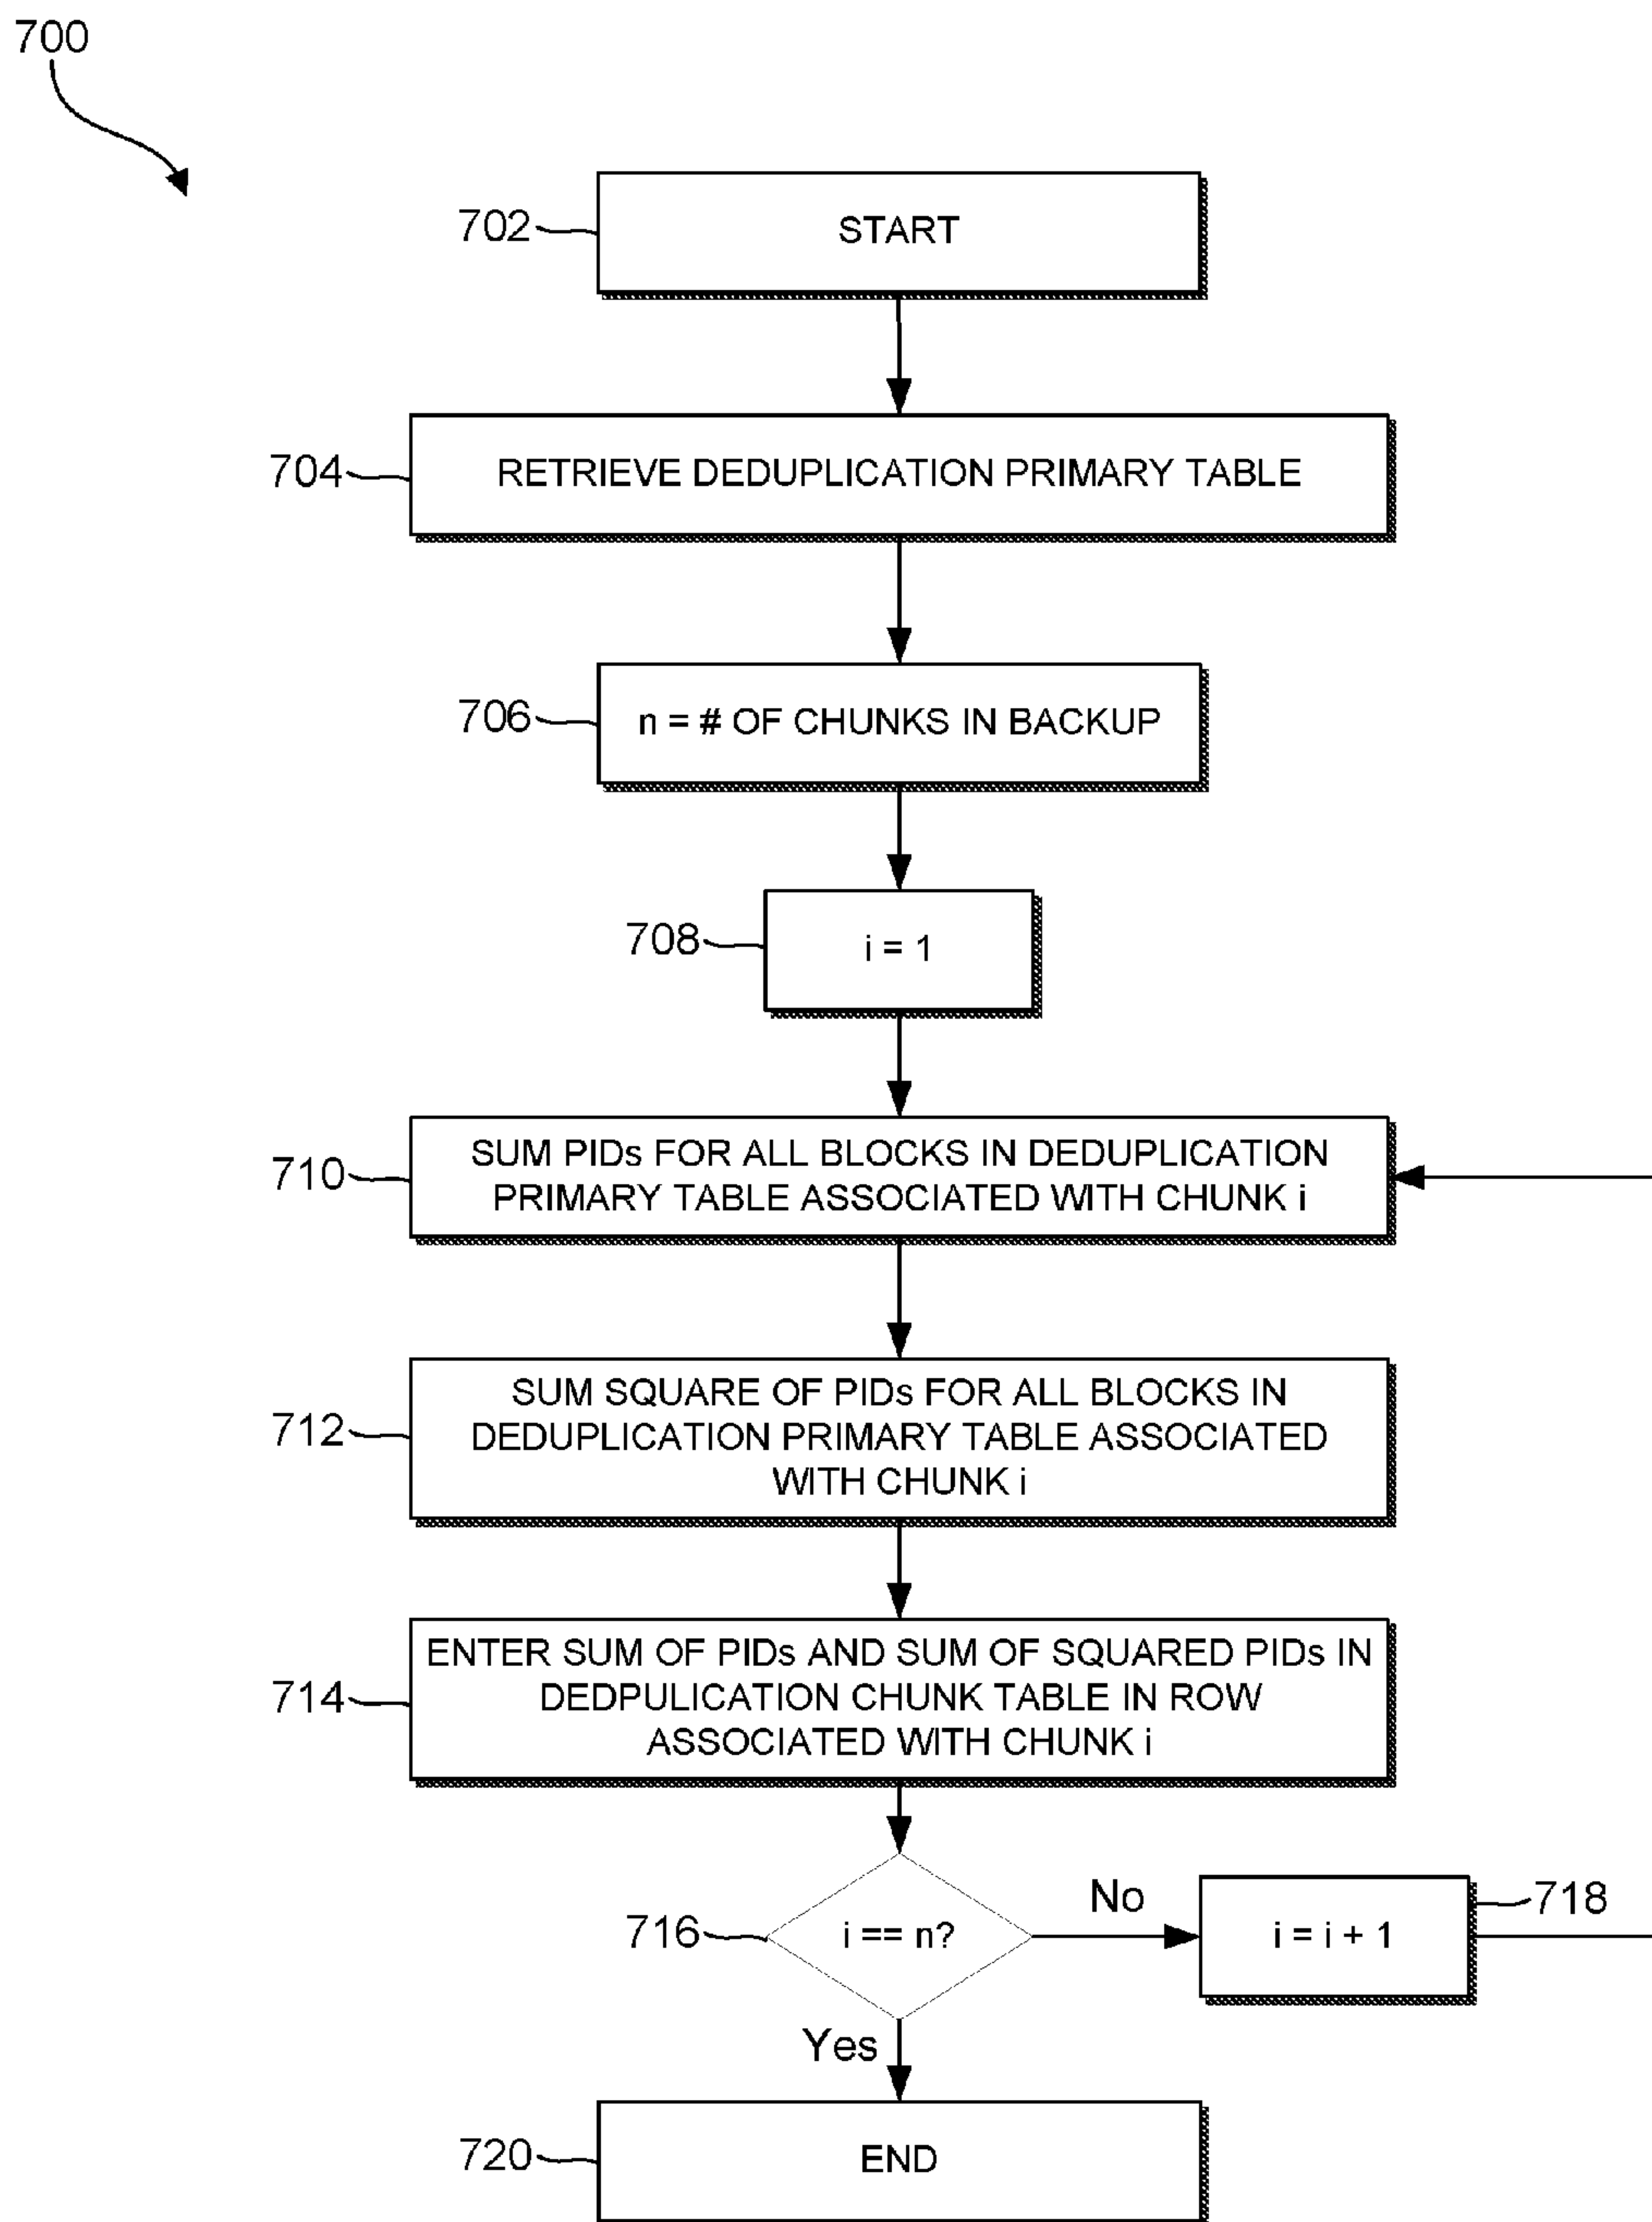 700
702
START
704
RETRIEVE DEDUPLICATION PRIMARY TABLE
706
n = # OF CHUNKS IN BACKUP
708
i = 1
710
SUM PIDs FOR ALL BLOCKS IN DEDUPLICATION
PRIMARY TABLE ASSOCIATED WITH CHUNK i
712
SUM SQUARE OF PIDs FOR ALL BLOCKS IN
DEDUPLICATION PRIMARY TABLE ASSOCIATED
WITH CHUNK i
714
ENTER SUM OF PIDs AND SUM OF SQUARED PIDs IN
DEDPULICATION CHUNK TABLE IN ROW
ASSOCIATED WITH CHUNK i
716
i == n?
No
i = i + 1
718
Yes
720
END